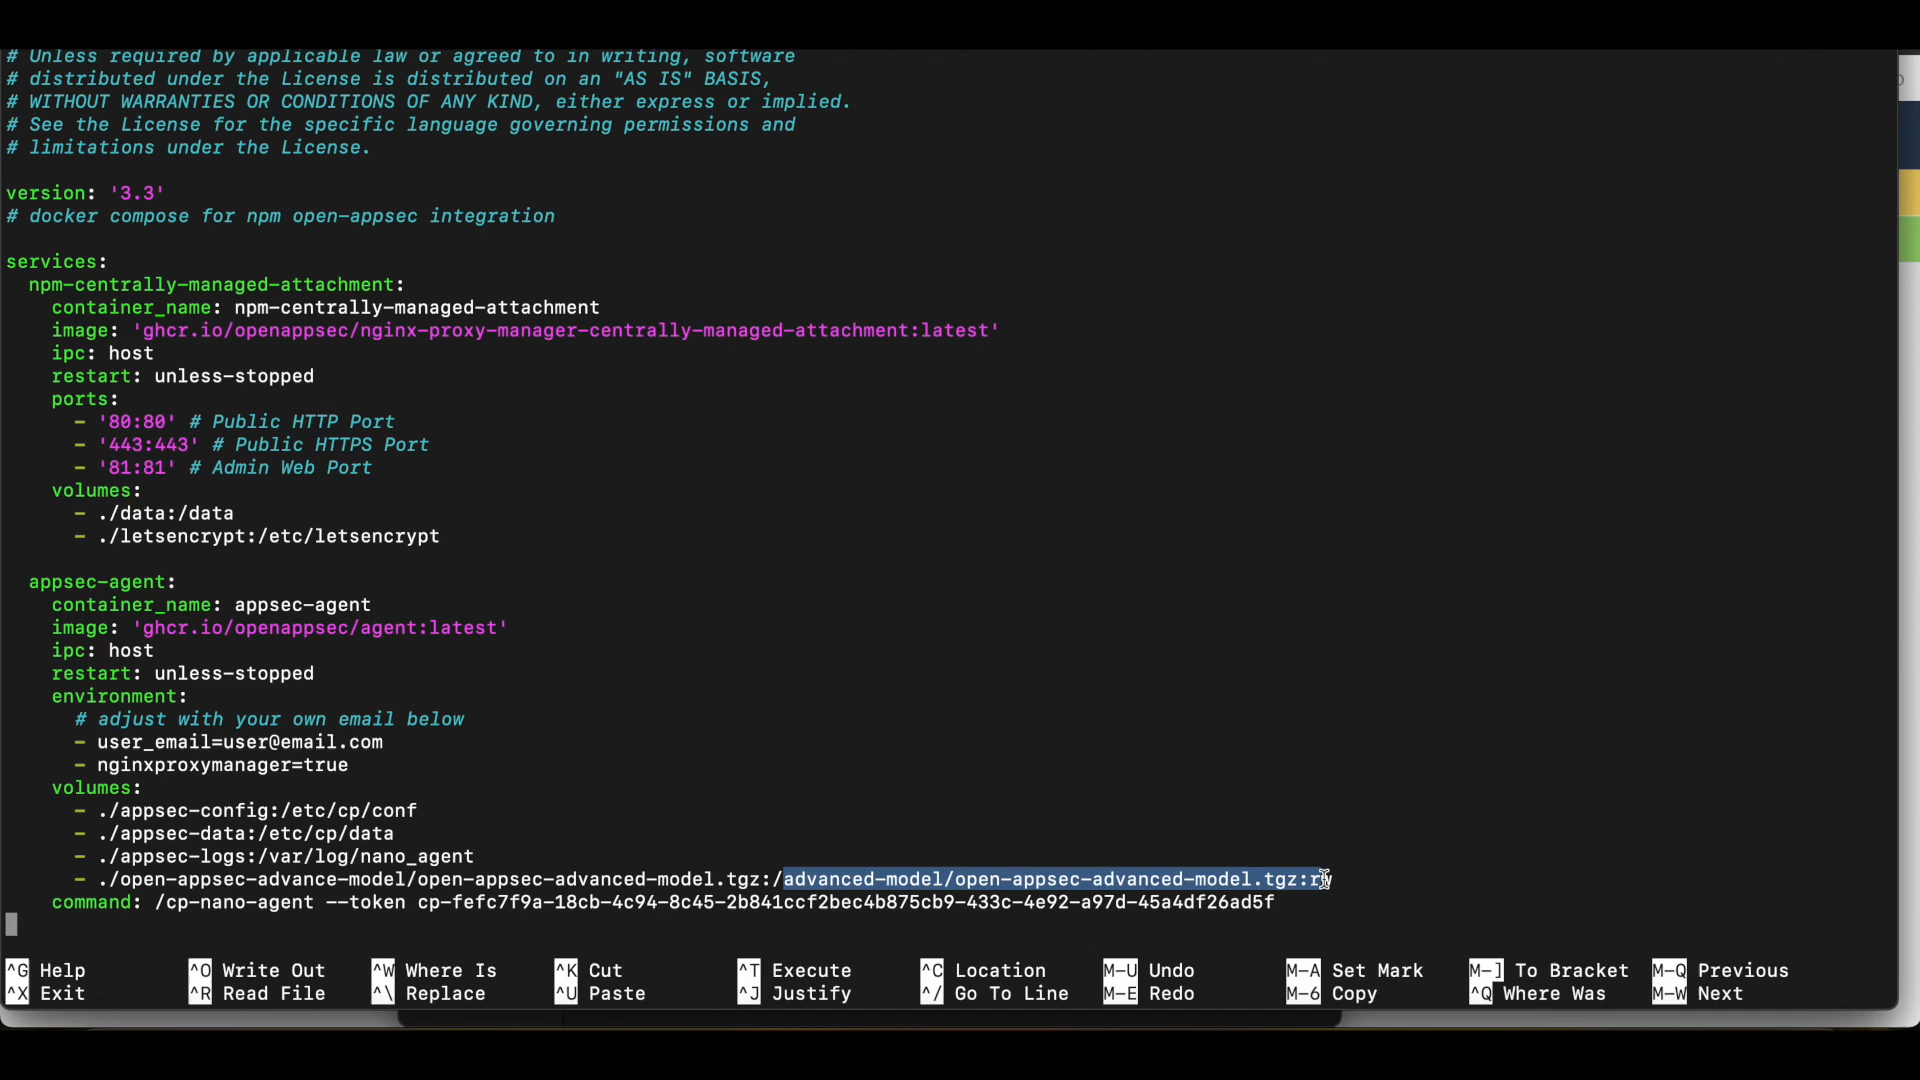 # Unless required by applicable law or agreed to in writing, software
# distributed under the License is distributed on an "AS IS" BASIS,
# WITHOUT WARRANTIES OR CONDITIONS OF ANY KIND, either express or implied.
# See the License for the specific language governing permissions and
# limitations under the License.
version: '3.3'
# docker compose for npm open-appsec integration
services:
npm-centrally-managed-attachment:
container_name: npm-centrally-managed-attachment
image: 'ghcr.io/openappsec/nginx-proxy-manager-centrally-managed-attachment:latest'
ipc: host
restart: unless-stopped
ports:
- '80:80' # Public HTTP Port
- '443:443' # Public HTTPS Port
- '81:81' # Admin Web Port
volumes:
- ./data:/data
- ./letsencrypt:/etc/letsencrypt
appsec-agent:
container_name: appsec-agent
image: 'ghcr.io/openappsec/agent:latest'
ipc: host
restart: unless-stopped
environment:
# adjust with your own email below
- user_email=user@email.com
- nginxproxymanager=true
volumes:
- ./appsec-config:/etc/cp/conf
- ./appsec-data:/etc/cp/data
- ./appsec-logs:/var/log/nano_agent
- ./open-appsec-advance-model/open-appsec-advanced-model.tgz:/advanced-model/open-appsec-advanced-model.tgz:rw
command: /cp-nano-agent --token cp-fefc7f9a-18cb-4c94-8c45-2b841ccf2bec4b875cb9-433c-4e92-a97d-45a4df26ad5f
^G Help ^O Write Out ^W Where Is ^K Cut ^T Execute ^C Location M-U Undo M-A Set Mark M-] To Bracket M-Q Previous
^X Exit ^R Read File ^\ Replace ^U Paste ^J Justify ^/ Go To Line M-E Redo M-6 Copy ^Q Where Was M-W Next